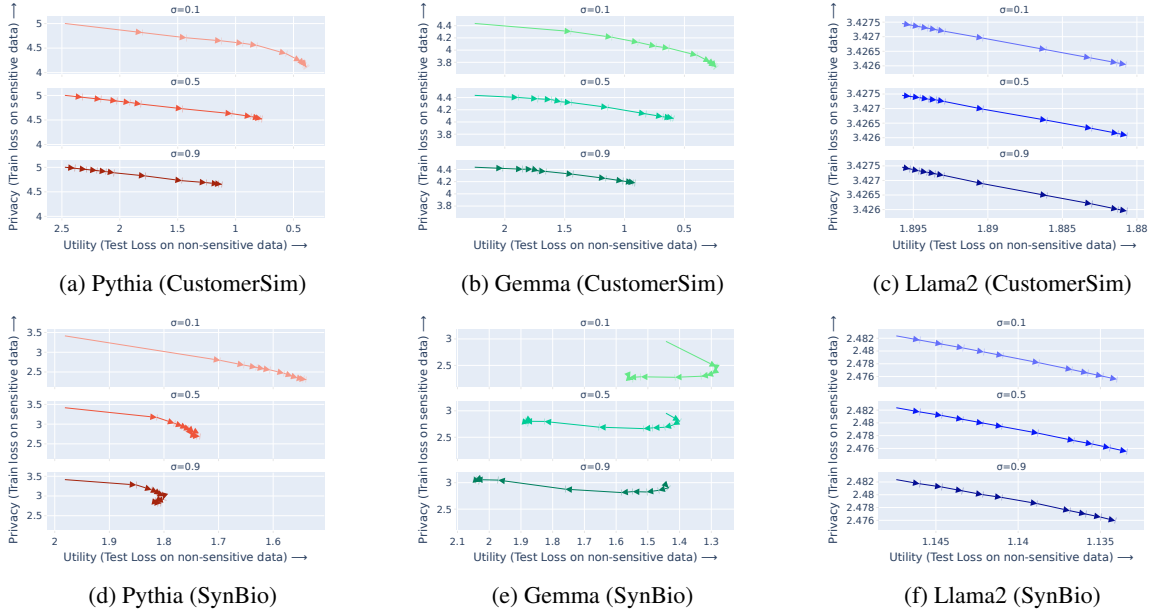 Privacy (Train loss on sensitive data) ⟶
σ=0.1
5
4.5
4
σ=0.5
5
4.5
4
σ=0.9
5
4.5
4
2.5 2 1.5 1 0.5
Utility (Test Loss on non-sensitive data) ⟶
(a) Pythia (CustomerSim)
Privacy (Train loss on sensitive data) ⟶
σ=0.1
4.4
4.2
4
3.8
σ=0.5
4.4
4.2
4
3.8
σ=0.9
4.4
4.2
4
3.8
2 1.5 1 0.5
Utility (Test Loss on non-sensitive data) ⟶
(b) Gemma (CustomerSim)
Privacy (Train loss on sensitive data) ⟶
σ=0.1
3.4275
3.427
3.4265
3.426
σ=0.5
3.4275
3.427
3.4265
3.426
σ=0.9
3.4275
3.427
3.4265
3.426
1.895 1.89 1.885 1.88
Utility (Test Loss on non-sensitive data) ⟶
(c) Llama2 (CustomerSim)
Privacy (Train loss on sensitive data) ⟶
σ=0.1
3.5
3
2.5
σ=0.5
3.5
3
2.5
σ=0.9
3.5
3
2.5
2 1.9 1.8 1.7 1.6
Utility (Test Loss on non-sensitive data) ⟶
(d) Pythia (SynBio)
Privacy (Train loss on sensitive data) ⟶
σ=0.1
3
2.5
σ=0.5
3
2.5
σ=0.9
3
2.5
2.1 2 1.9 1.8 1.7 1.6 1.5 1.4 1.3
Utility (Test Loss on non-sensitive data) ⟶
(e) Gemma (SynBio)
Privacy (Train loss on sensitive data) ⟶
σ=0.1
2.482
2.48
2.478
2.476
σ=0.5
2.482
2.48
2.478
2.476
σ=0.9
2.482
2.48
2.478
2.476
1.145 1.14 1.135
Utility (Test Loss on non-sensitive data) ⟶
(f) Llama2 (SynBio)